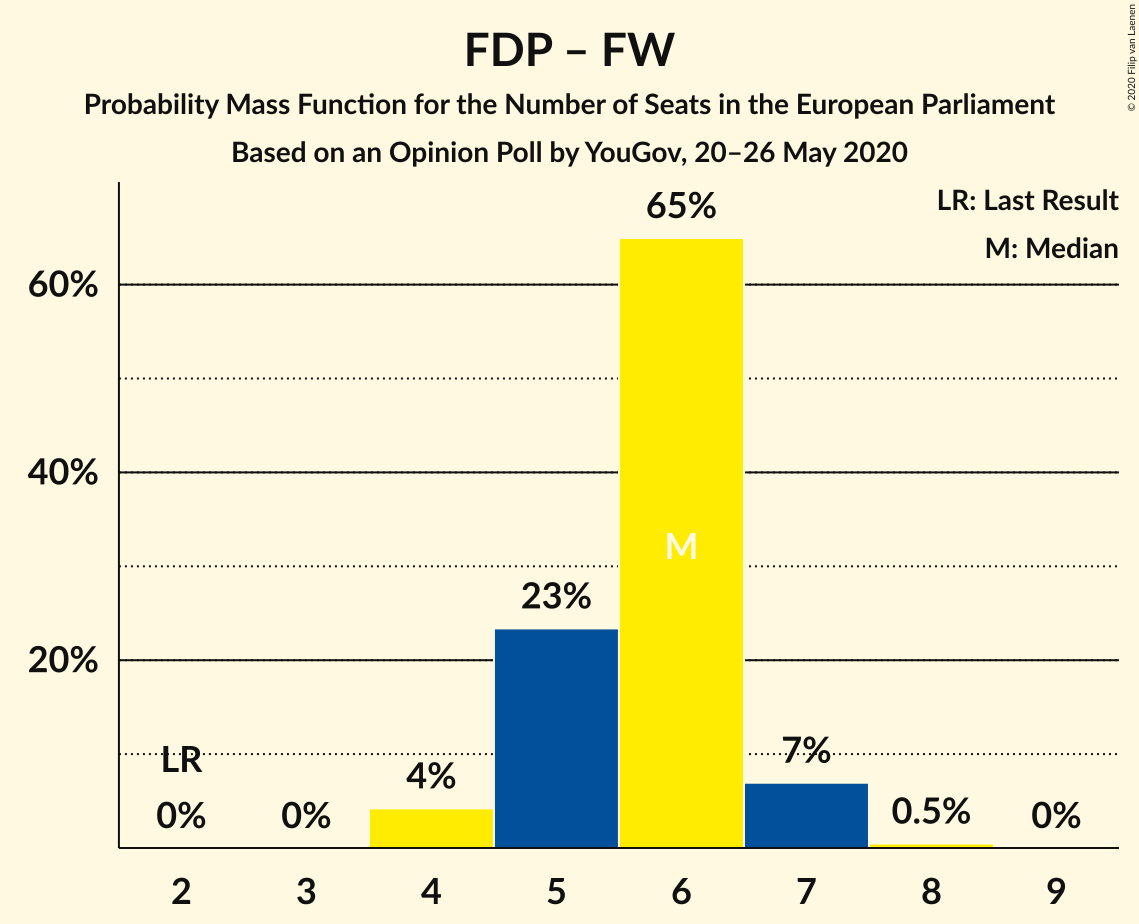 FDP – FW
Probability Mass Function for the Number of Seats in the European Parliament
Based on an Opinion Poll by YouGov, 20–26 May 2020
© 2020 Filip van Laenen
LR: Last Result
M: Median
65%
60%
40%
M
23%
20%
LR
7%
4%
0.5%
0%
0%
0%
2 3 4 5 6 7 8 9